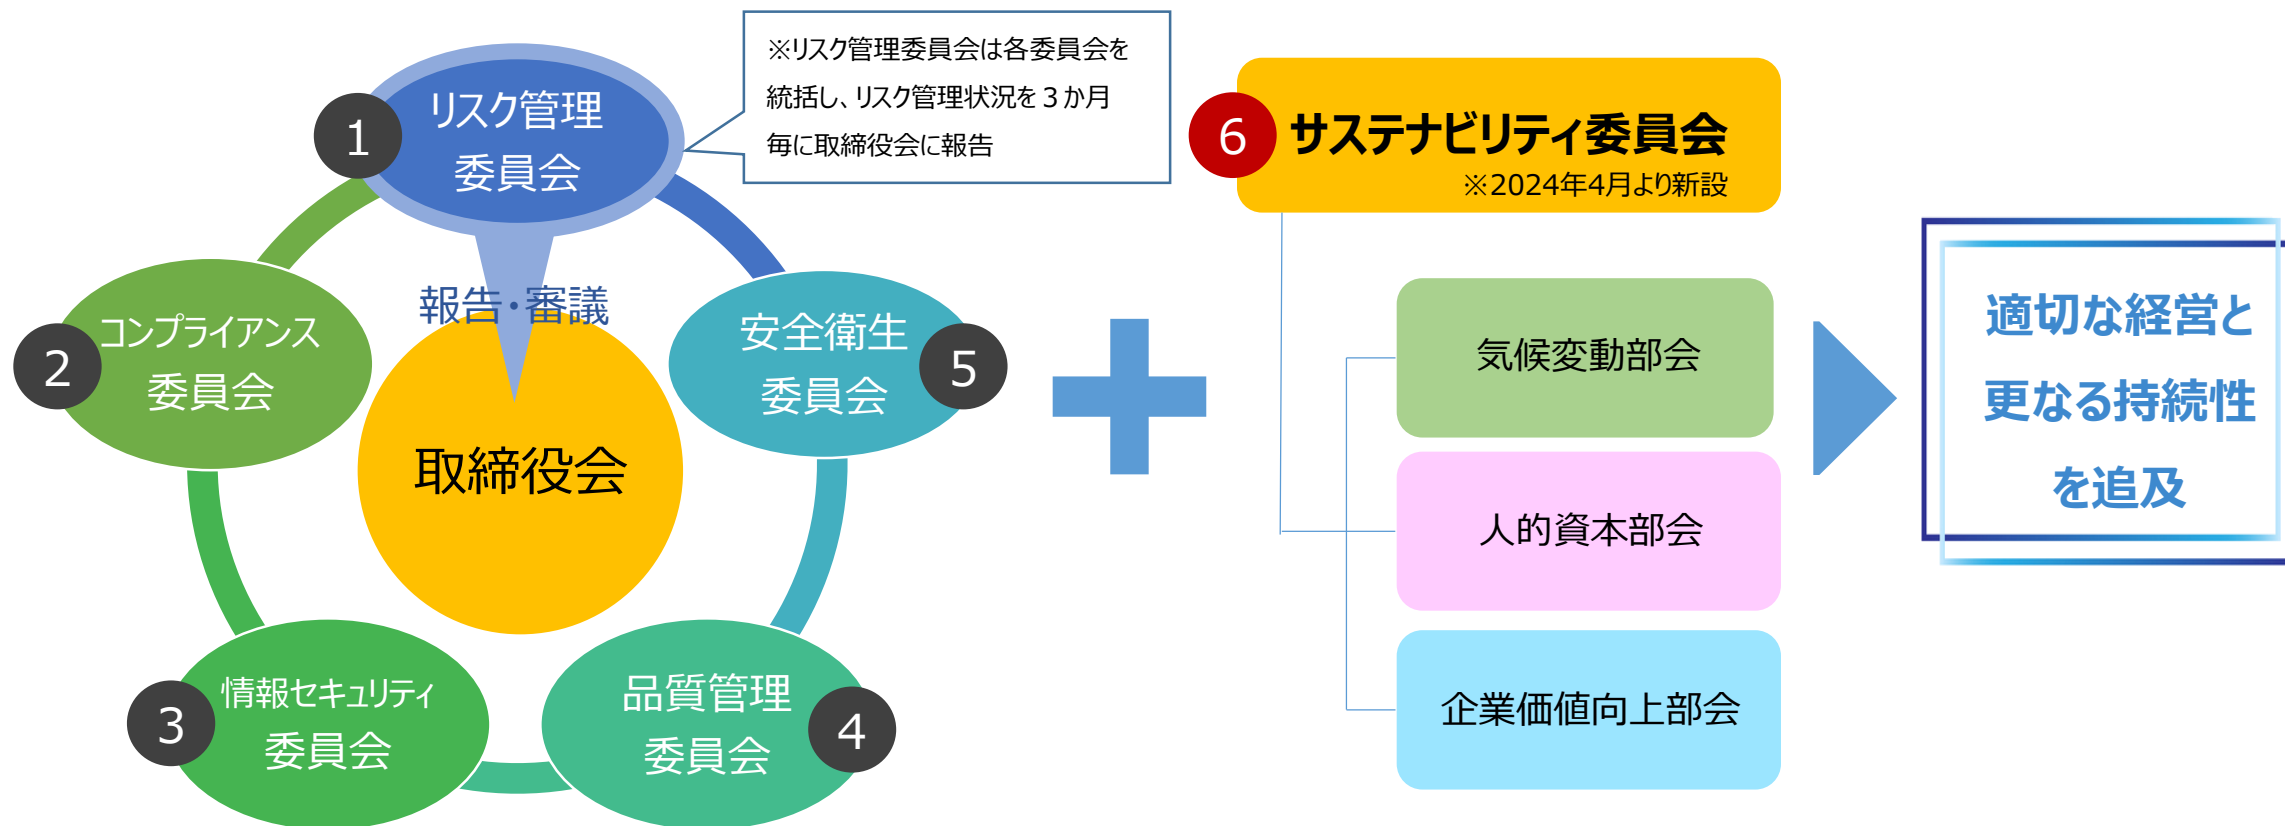 1
リスク管理
委員会
※リスク管理委員会は各委員会を
統括し、リスク管理状況を３か月
毎に取締役会に報告
2
コンプライアンス
委員会
報告・審議
取締役会
安全衛生
委員会
5
3
情報セキュリティ
委員会
品質管理
委員会
4
6
サステナビリティ委員会
※2024年4月より新設
気候変動部会
人的資本部会
企業価値向上部会
適切な経営と
更なる持続性
を追及